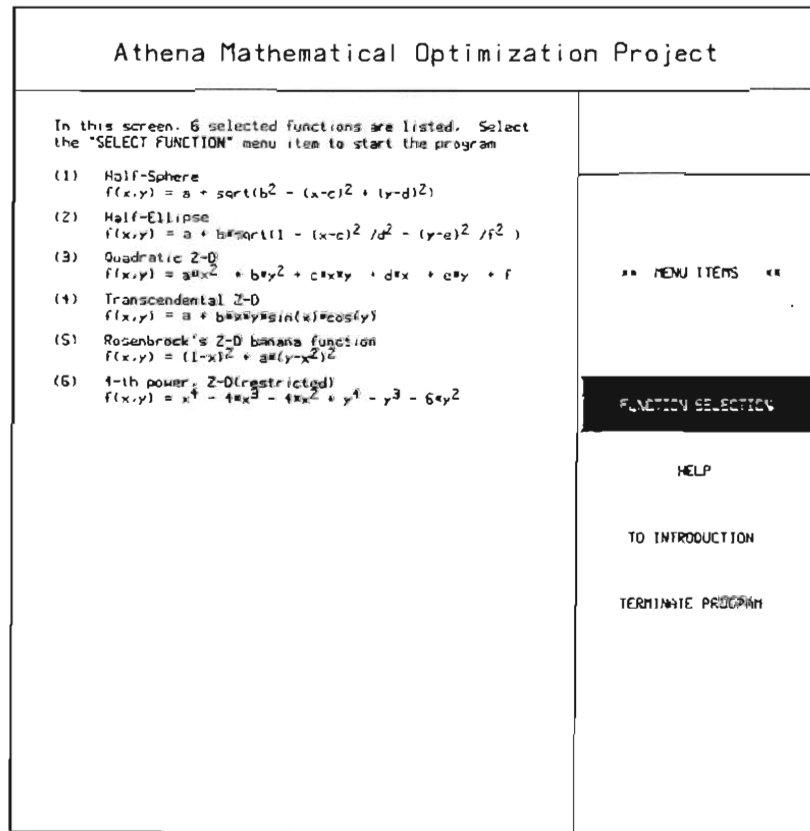 Athena Mathematical Optimization Project
In this screen. 6 selected functions are listed. Select
the "SELECT FUNCTION" menu item to start the program
(1) Half-Sphere
f(x,y) = a + sqrt(b² - (x-c)² + (y-d)²)
(2) Half-Ellipse
f(x,y) = a + b*sqrt(1 - (x-c)² /d² - (y-e)² /f² )
(3) Quadratic 2-D
f(x,y) = a*x² + b*y² + c*x*y + d*x + e*y + f
(4) Transcendental 2-D
f(x,y) = a + b*x*y*sin(x)*cos(y)
(5) Rosenbrock's 2-D banana function
f(x,y) = (1-x)² + a*(y-x²)²
(6) 4-th power, 2-D(restricted)
f(x,y) = x⁴ - 4*x³ - 4*x² + y⁴ - y³ - 6*y²
** MENU ITEMS **
FUNCTION SELECTION
HELP
TO INTRODUCTION
TERMINATE PROGRAM